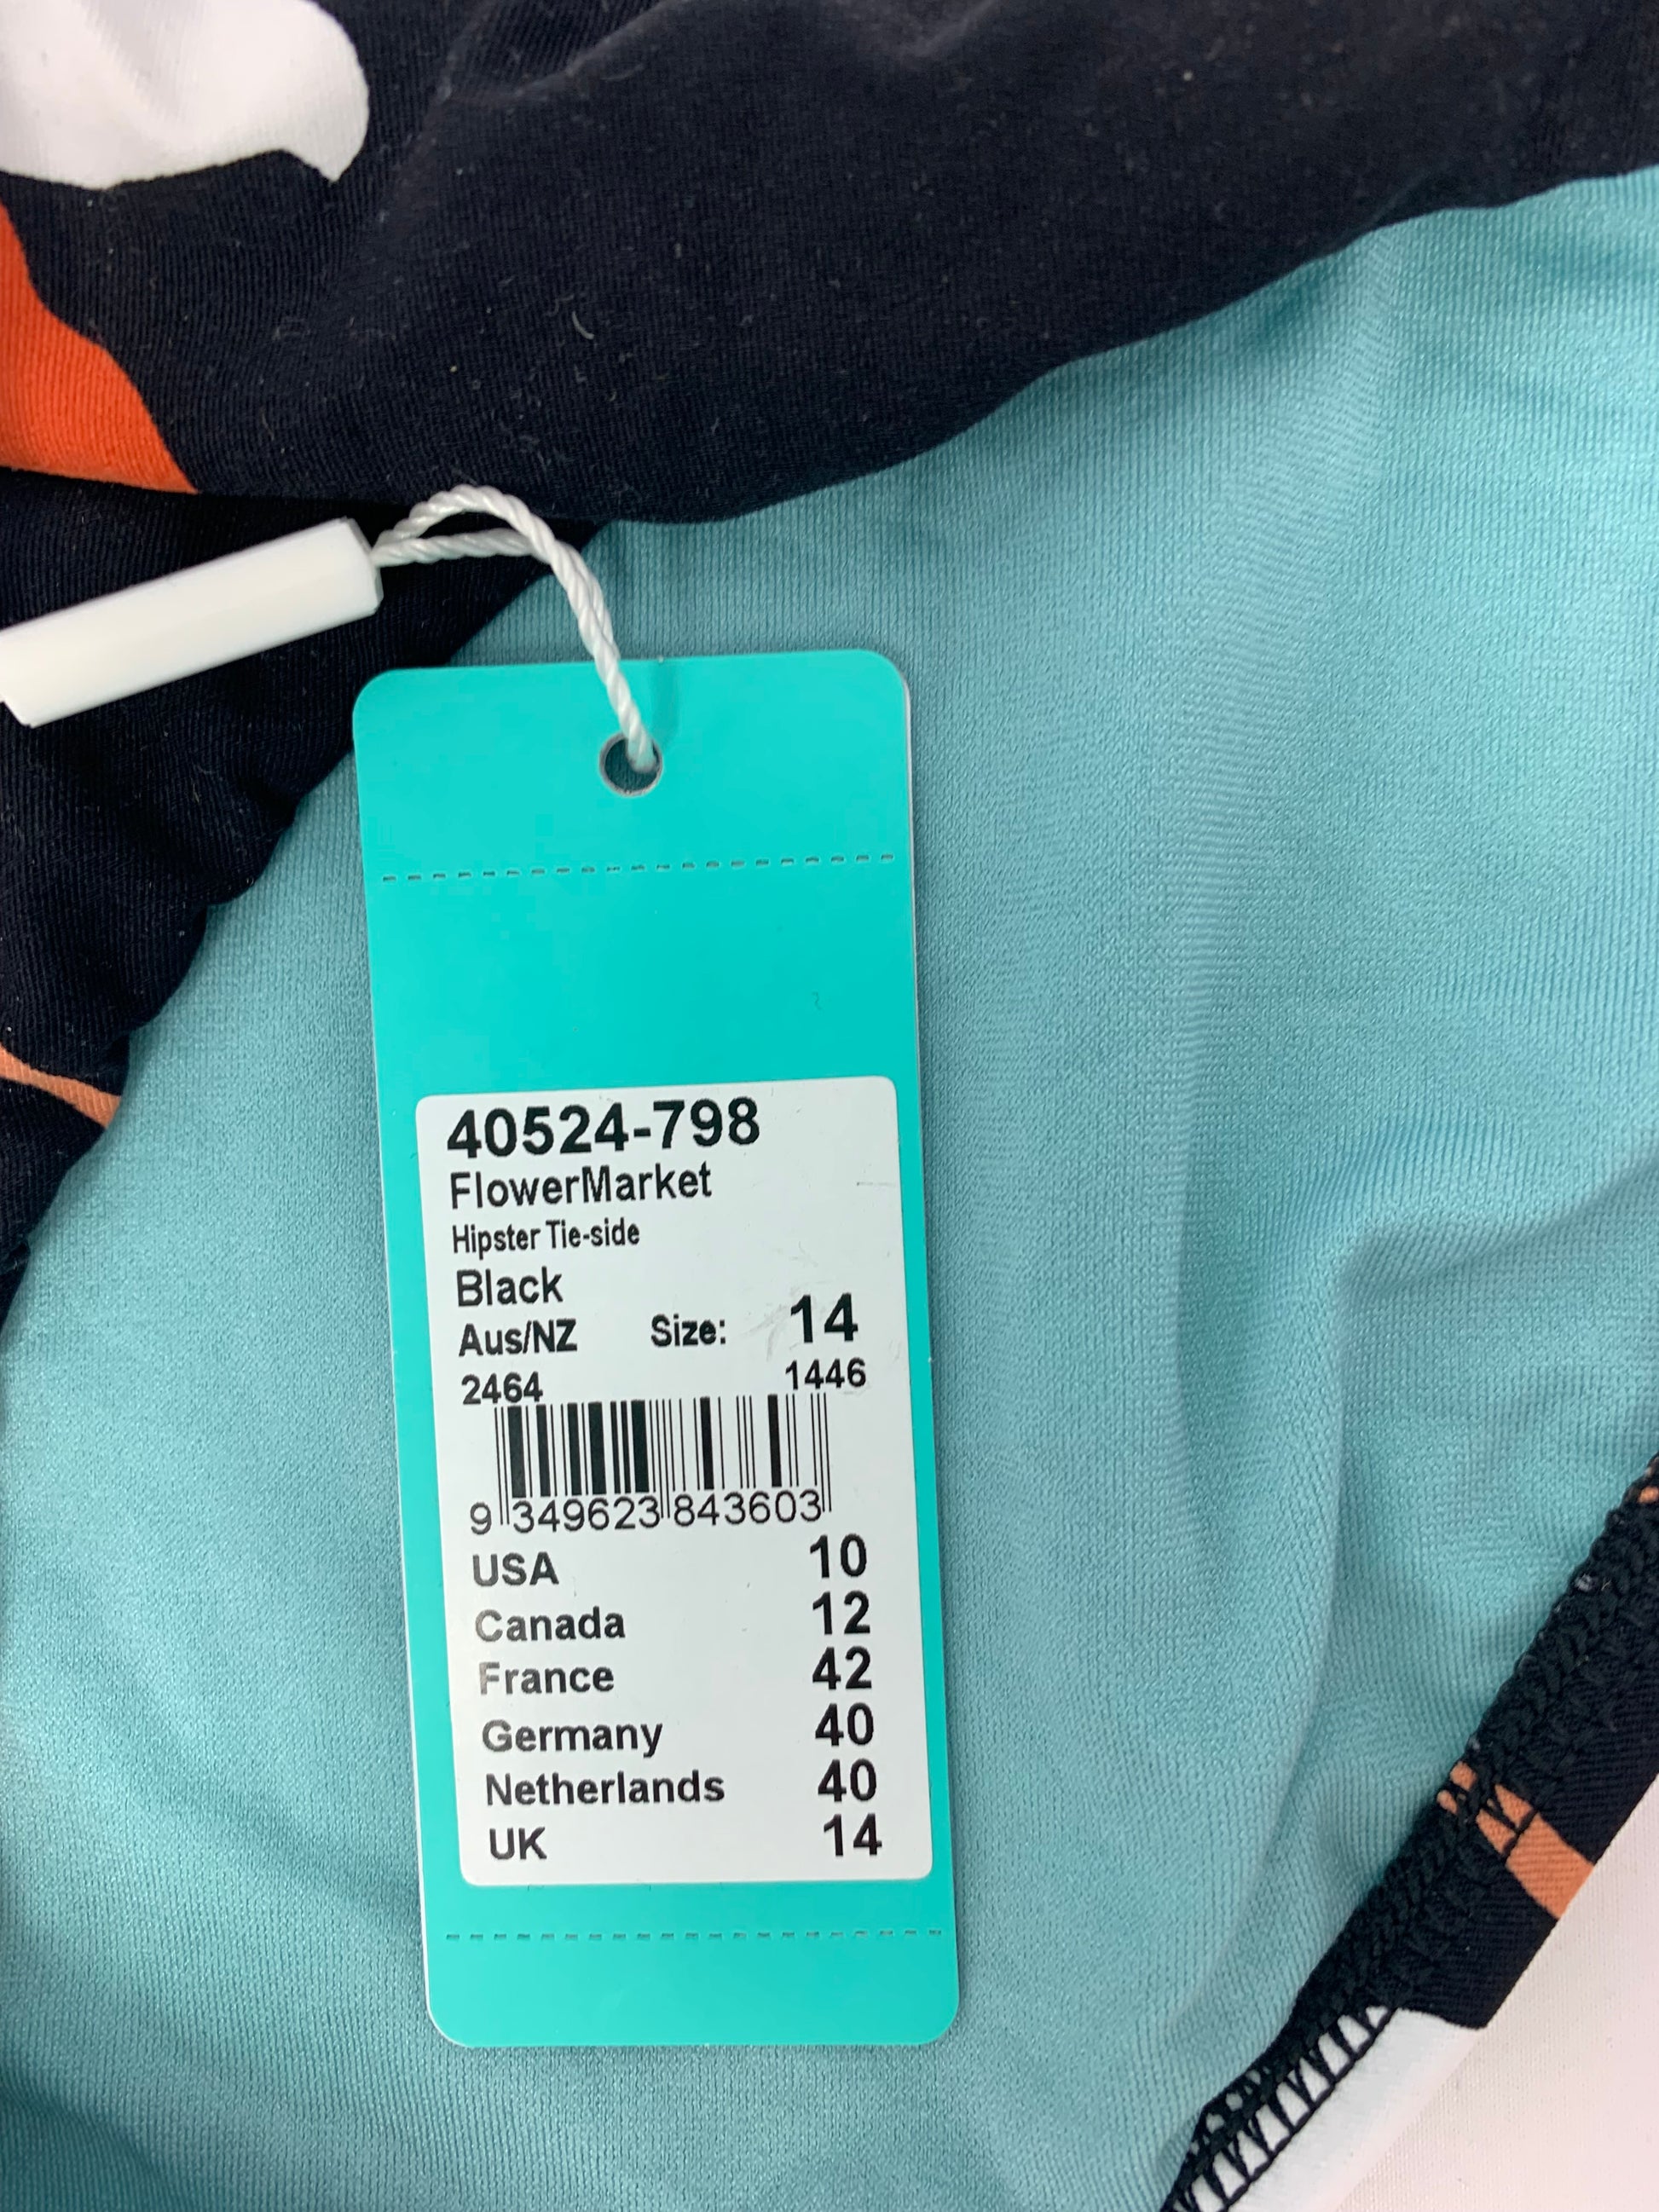 40524-798
FlowerMarket
Hipster Tie-side
Black
Aus/NZ Size: 14
2464 1446
9 349623 843603
USA 10
Canada 12
France 42
Germany 40
Netherlands 40
UK 14